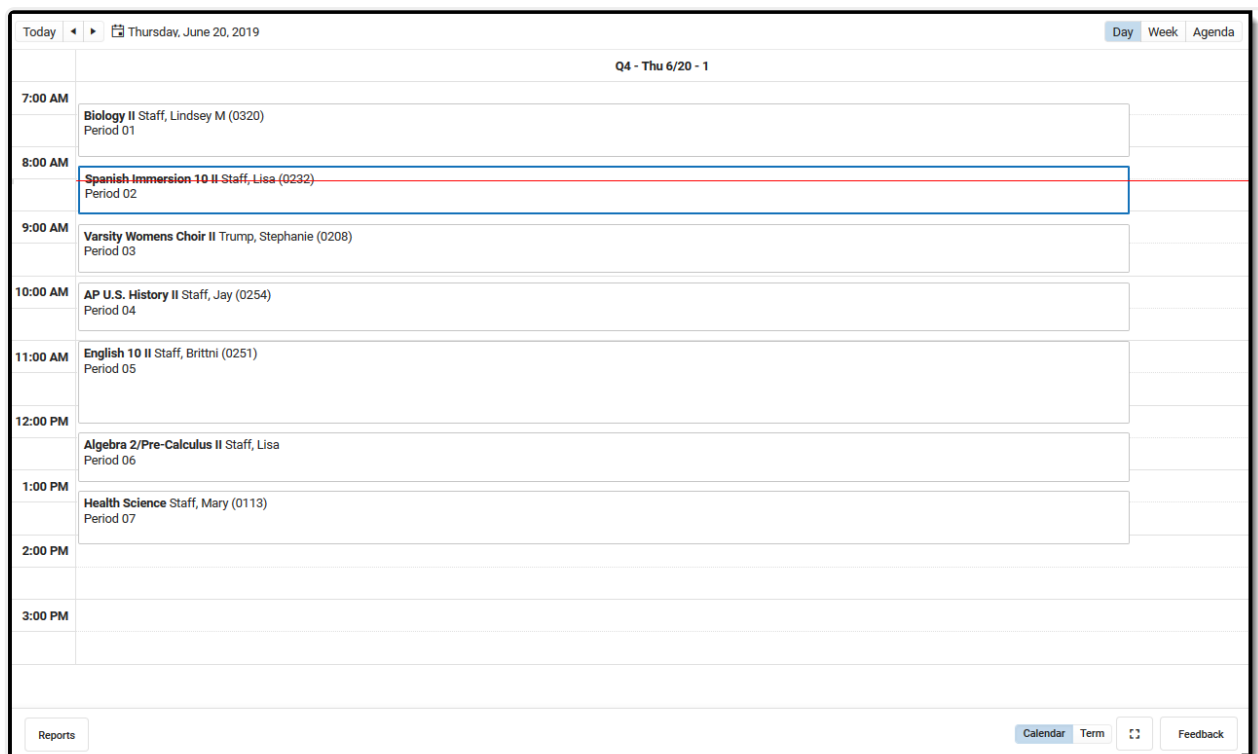 Today Thursday, June 20, 2019 Day Week Agenda
Q4 - Thu 6/20 - 1
7:00 AM
Biology II Staff, Lindsey M (0320)
Period 01
8:00 AM
Spanish Immersion 10 II Staff, Lisa (0232)
Period 02
9:00 AM
Varsity Womens Choir II Trump, Stephanie (0208)
Period 03
10:00 AM
AP U.S. History II Staff, Jay (0254)
Period 04
11:00 AM
English 10 II Staff, Brittni (0251)
Period 05
12:00 PM
Algebra 2/Pre-Calculus II Staff, Lisa
Period 06
1:00 PM
Health Science Staff, Mary (0113)
Period 07
2:00 PM
3:00 PM
Reports Calendar Term Feedback